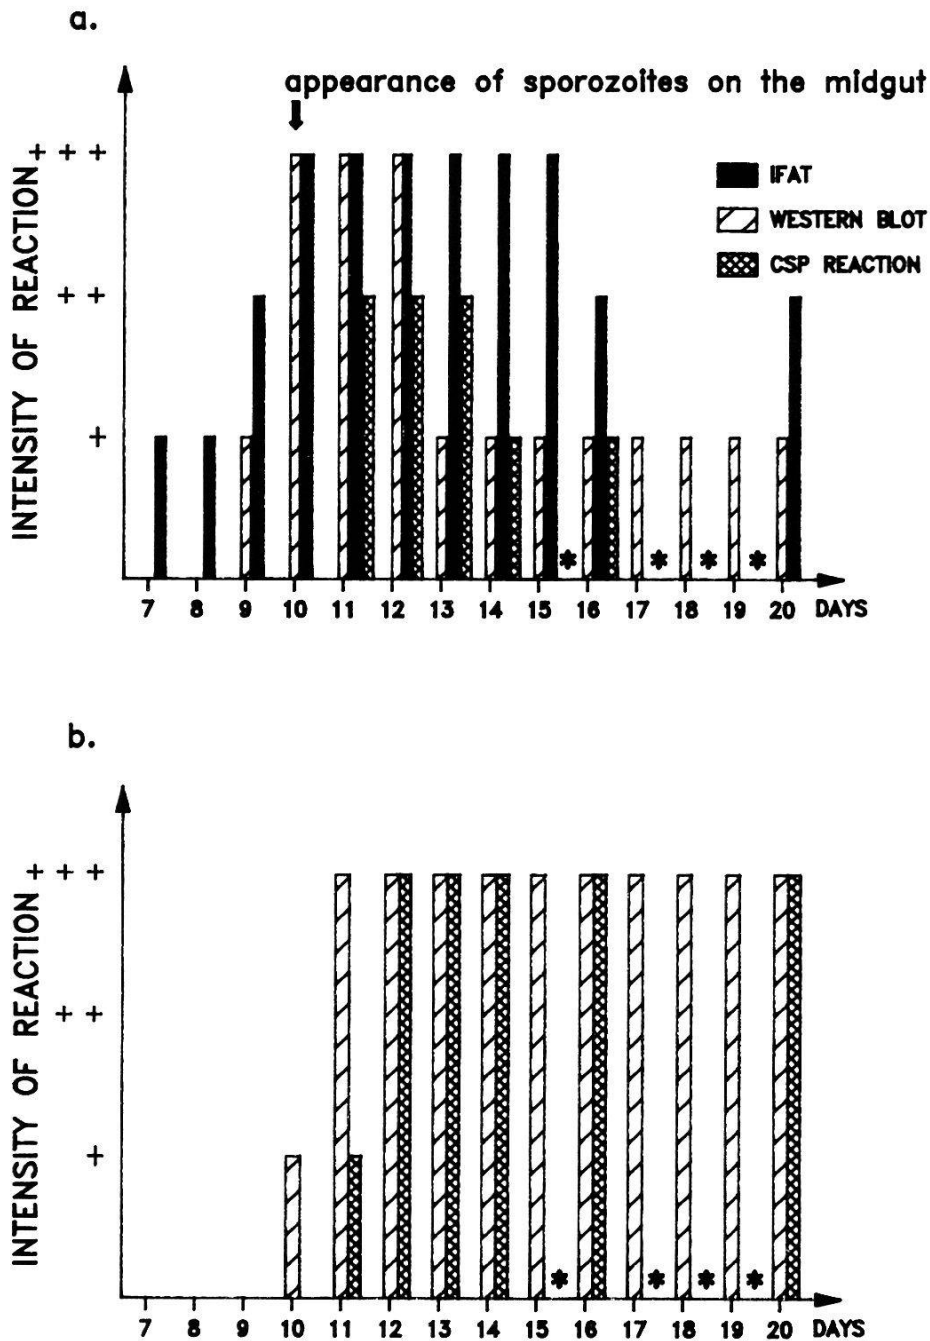 a.
appearance of sporozoites on the midgut
INTENSITY OF REACTION
+ + +
+ +
+
IFAT
WESTERN BLOT
CSP REACTION
* * * *
7 8 9 10 11 12 13 14 15 16 17 18 19 20 DAYS
b.
INTENSITY OF REACTION
+ + +
+ +
+
* * * *
7 8 9 10 11 12 13 14 15 16 17 18 19 20 DAYS